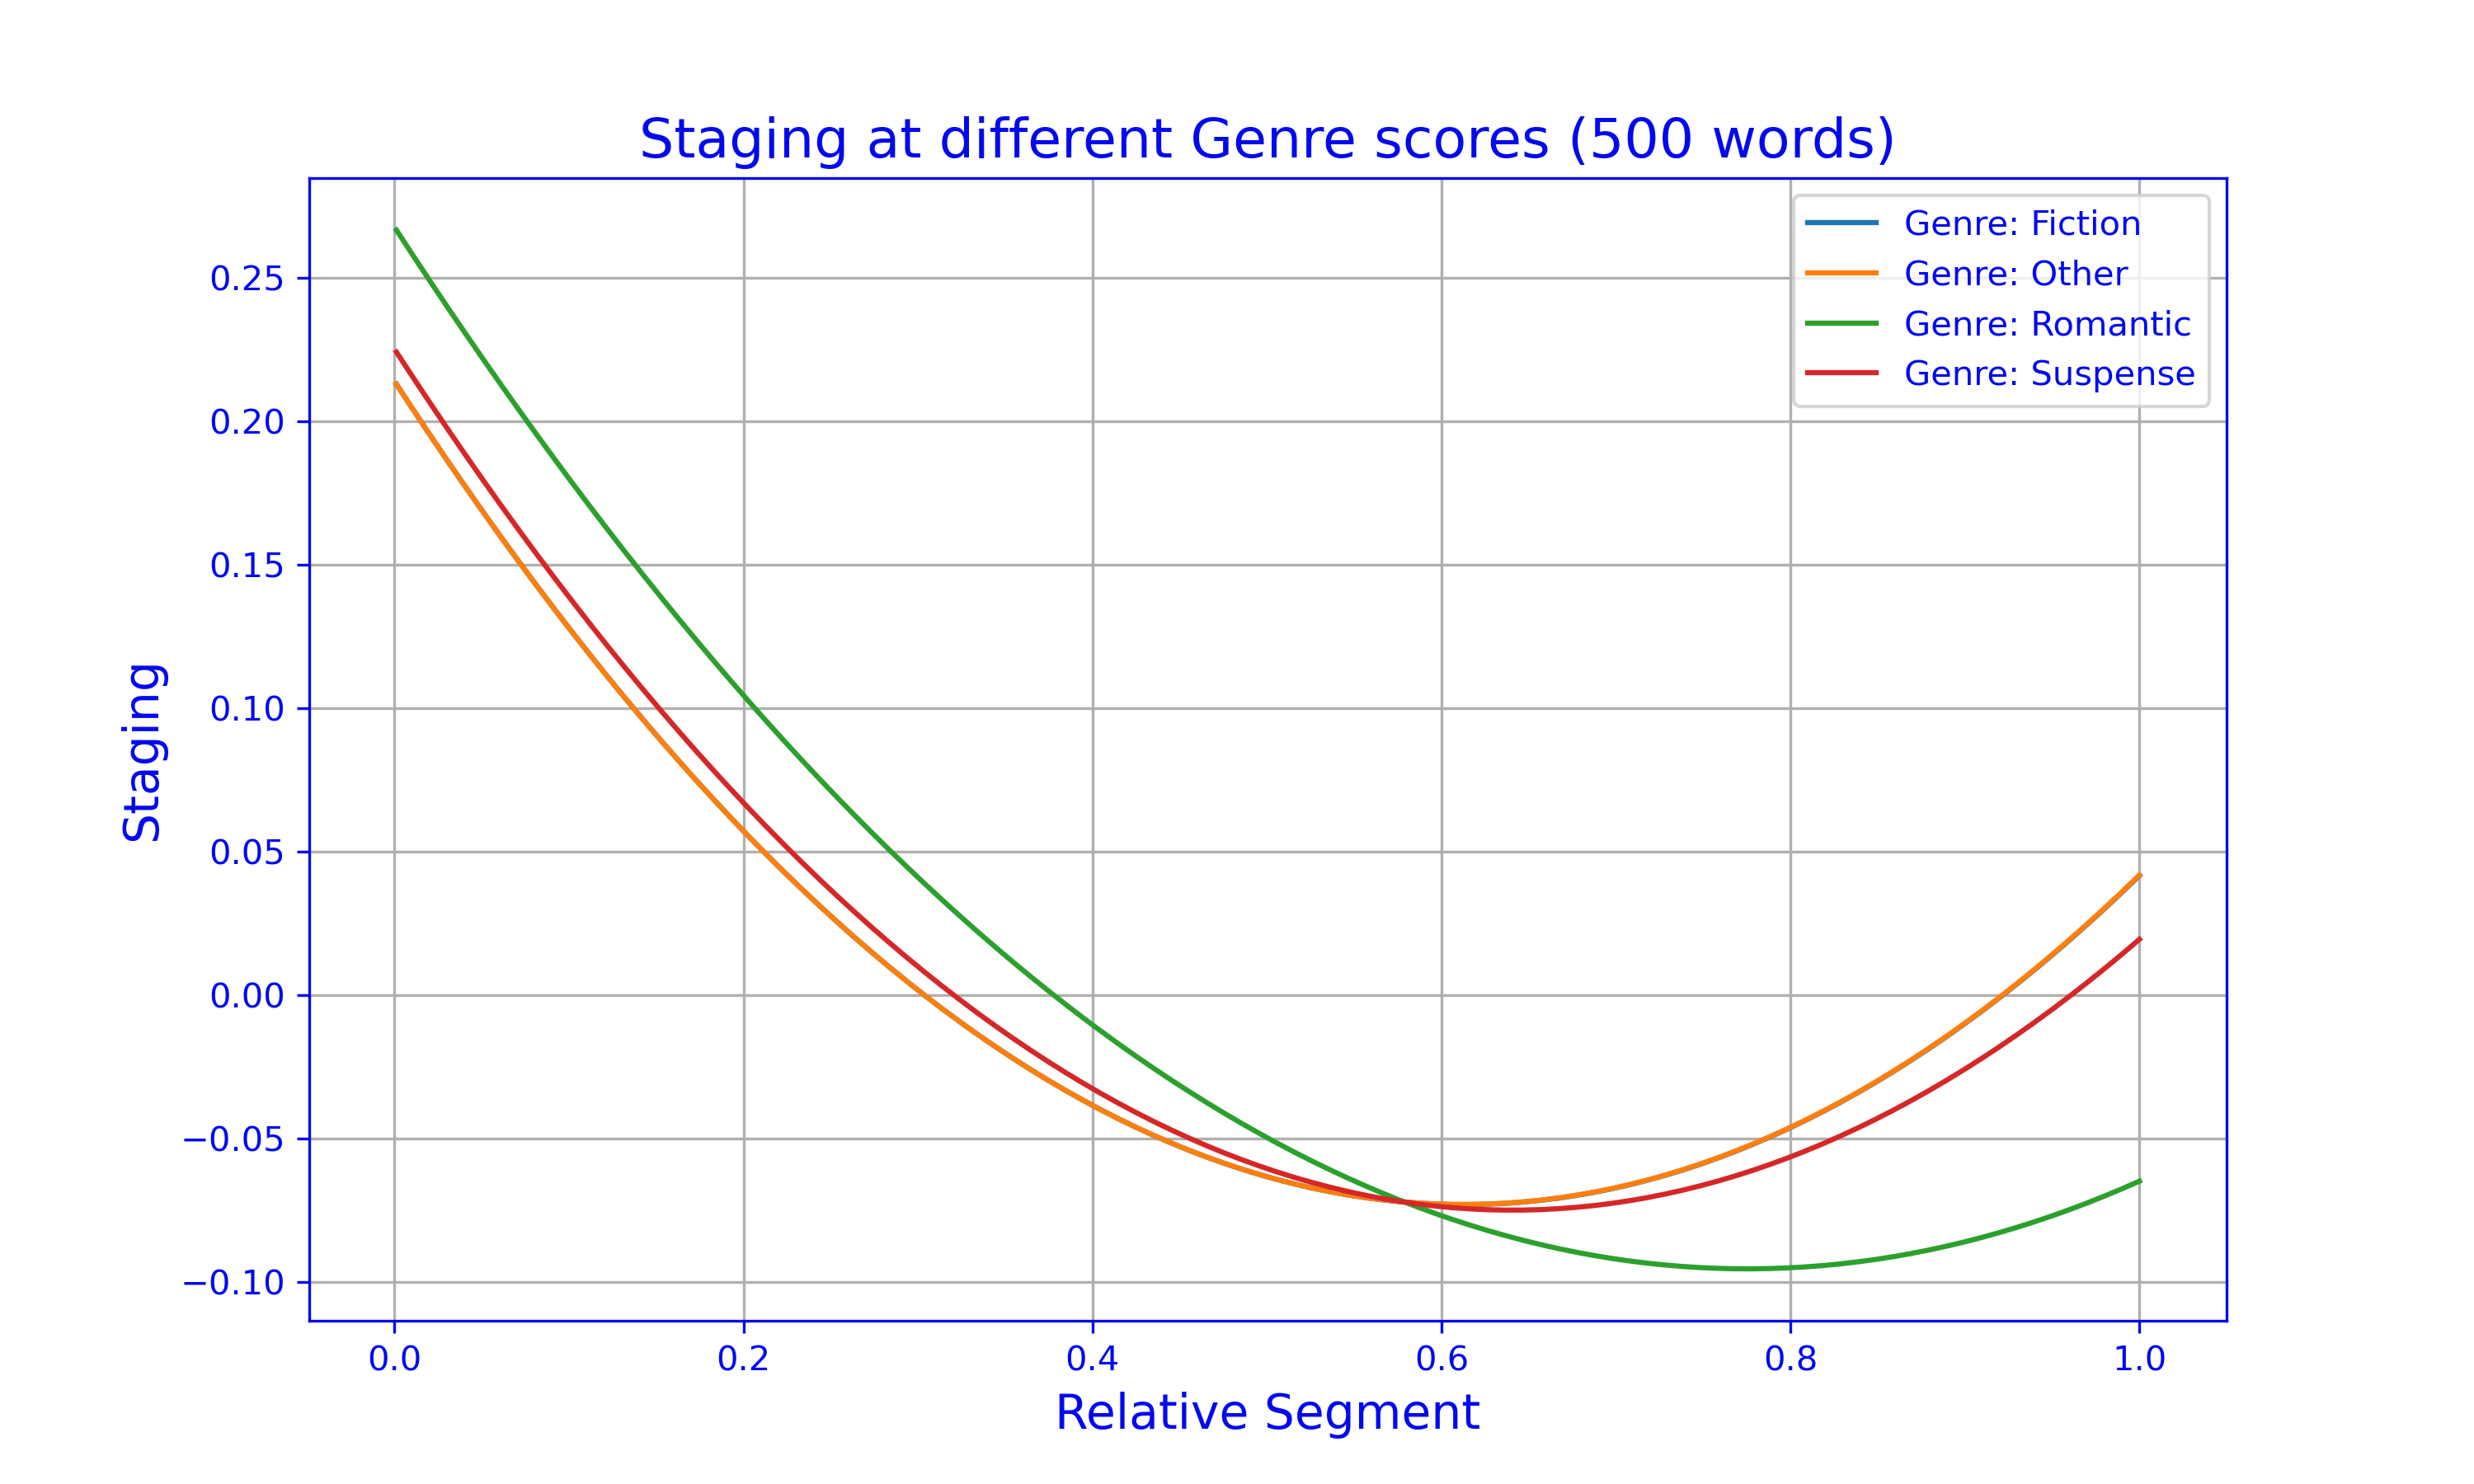 Staging at different Genre scores (500 words)
Genre: Fiction
Genre: Other
Genre: Romantic
Genre: Suspense
0.25
0.20
0.15
0.10
0.05
0.00
−0.05
−0.10
Staging
0.0 0.2 0.4 0.6 0.8 1.0
Relative Segment